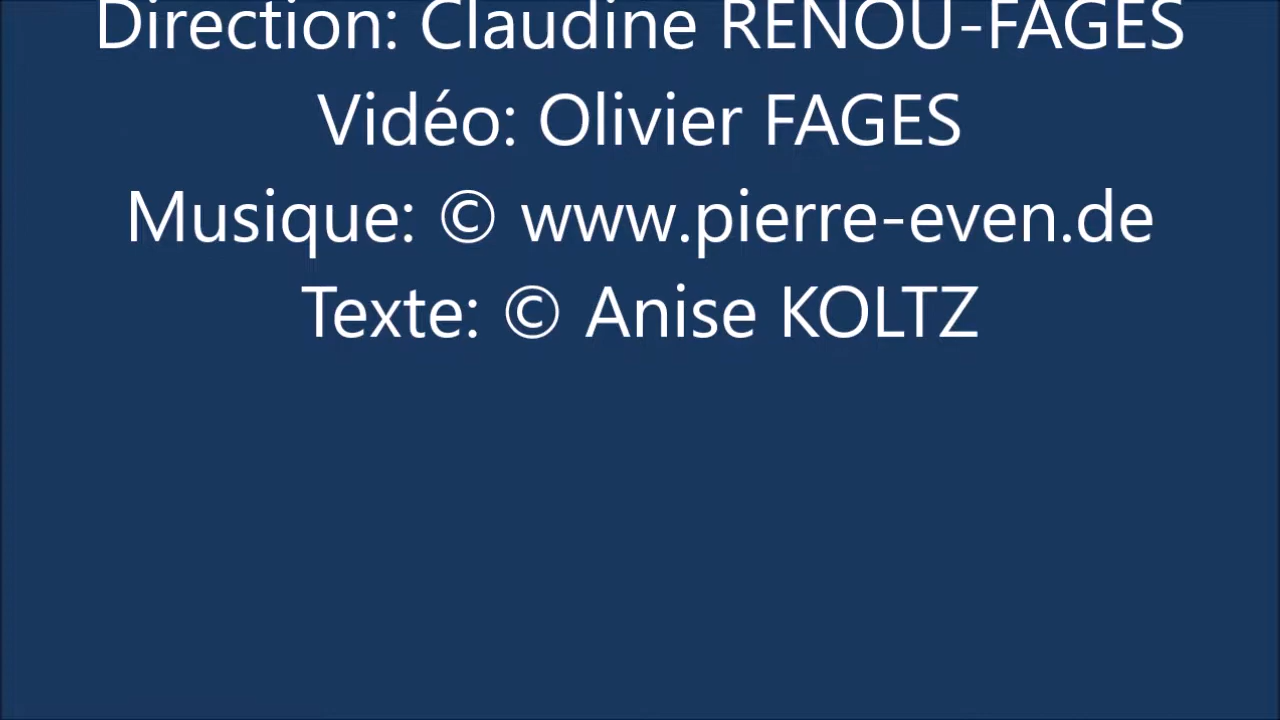 Direction: Claudine RENOU-FAGES
Vidéo: Olivier FAGES
Musique: © www.pierre-even.de
Texte: © Anise KOLTZ